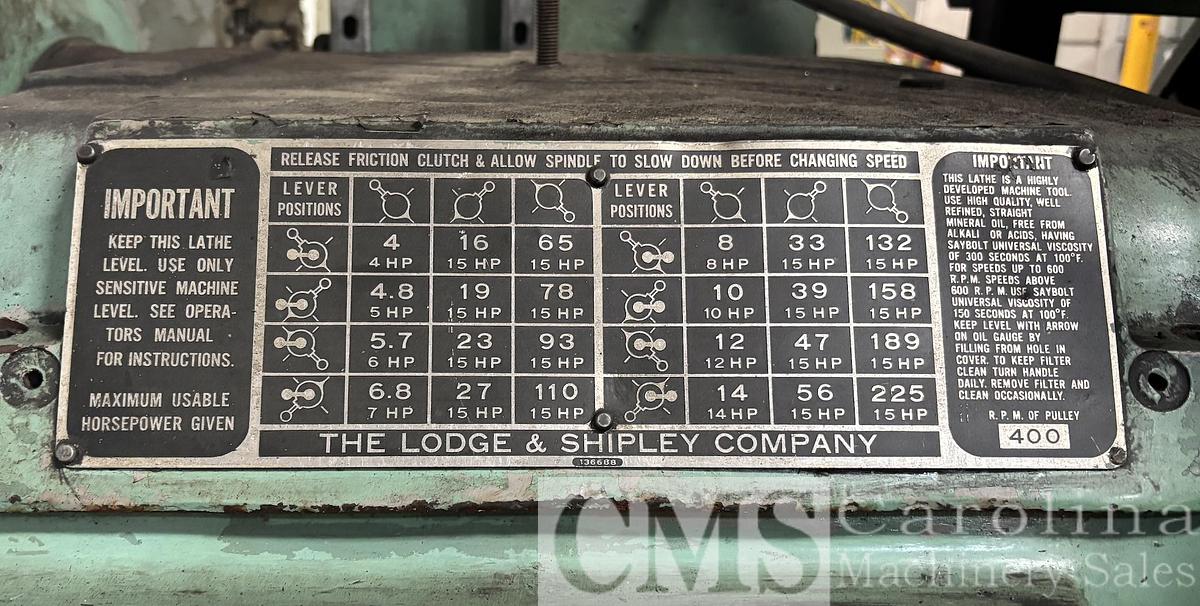 IMPORTANT
KEEP THIS LATHE
LEVEL. USE ONLY
SENSITIVE MACHINE
LEVEL. SEE OPERA-
TORS MANUAL
FOR INSTRUCTIONS.
MAXIMUM USABLE
HORSEPOWER GIVEN
RELEASE FRICTION CLUTCH & ALLOW SPINDLE TO SLOW DOWN BEFORE CHANGING SPEED
LEVER POSITIONS LEVER POSITIONS
4 16 65 8 33 132
4 HP 15 HP 15 HP 8 HP 15 HP 15 HP
4.8 19 78 10 39 158
5 HP 15 HP 15 HP 10 HP 15 HP 15 HP
5.7 23 93 12 47 189
6 HP 15 HP 15 HP 12 HP 15 HP 15 HP
6.8 27 110 14 56 225
7 HP 15 HP 15 HP 14 HP 15 HP 15 HP
THE LODGE & SHIPLEY COMPANY
136688
IMPORTANT
THIS LATHE IS A HIGHLY
DEVELOPED MACHINE TOOL.
USE HIGH QUALITY, WELL
REFINED, STRAIGHT
MINERAL OIL, FREE FROM
ALKALI OR ACIDS, HAVING
SAYBOLT UNIVERSAL VISCOSITY
OF 300 SECONDS AT 100°F.
FOR SPEEDS UP TO 600
R.P.M. SPEEDS ABOVE
600 R.P.M. USE SAYBOLT
UNIVERSAL VISCOSITY OF
150 SECONDS AT 100°F.
KEEP LEVEL WITH ARROW
ON OIL GAUGE BY
FILLING FROM HOLE IN
COVER. TO KEEP FILTER
CLEAN TURN HANDLE
DAILY. REMOVE FILTER AND
CLEAN OCCASIONALLY.
R.P.M. OF PULLEY
400
CMS Carolina
Machinery Sales